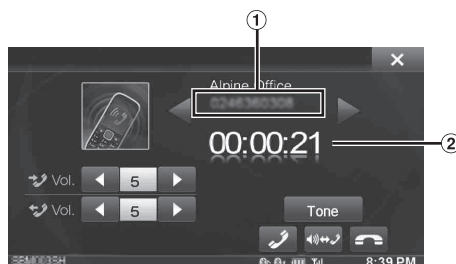 1
Alpine Office
0246360308
00:00:21
2
Vol. 5
Vol. 5
Tone
8:39 PM